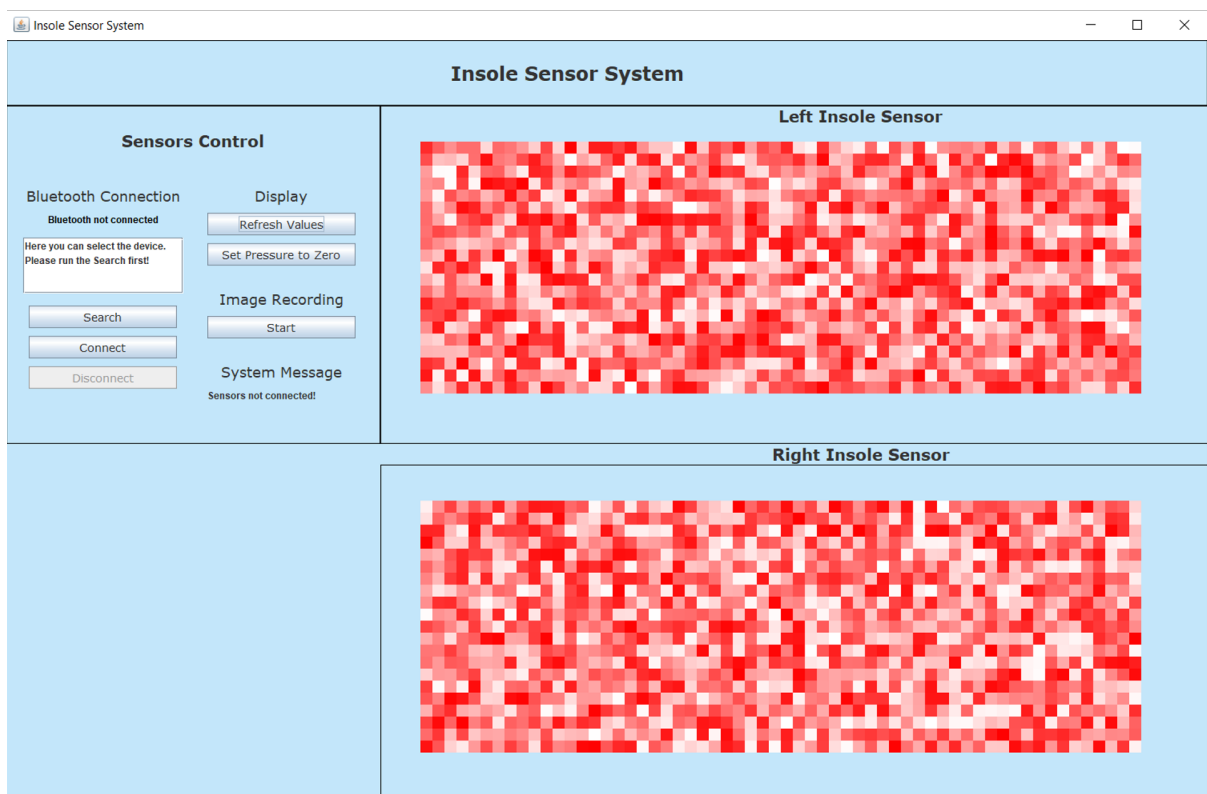 Insole Sensor System
Insole Sensor System
Sensors Control
Bluetooth Connection
Bluetooth not connected
Here you can select the device.
Please run the Search first!
Search
Connect
Disconnect
Display
Refresh Values
Set Pressure to Zero
Image Recording
Start
System Message
Sensors not connected!
Left Insole Sensor
Right Insole Sensor